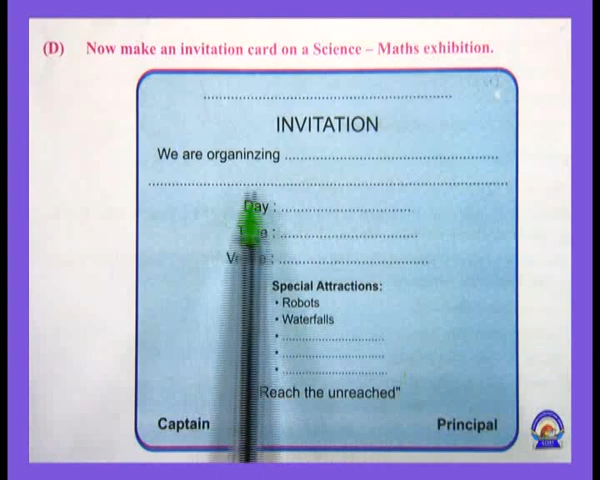 (D) Now make an invitation card on a Science – Maths exhibition.
INVITATION
We are organinzing
Day :
Special Attractions:
• Robots
• Waterfalls
Reach the unreached"
Captain Principal